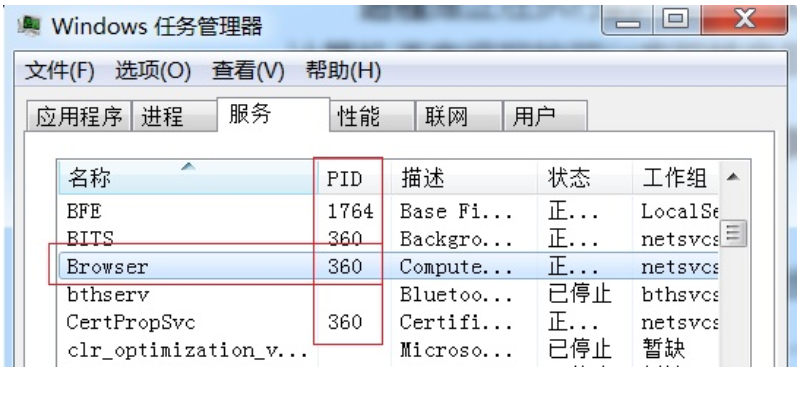 Windows 任务管理器
文件(F) 选项(O) 查看(V) 帮助(H)
应用程序 进程 服务 性能 联网 用户
名称 PID 描述 状态 工作组
BFE 1764 Base Fi... 正... LocalSe
BITS 360 Backgro... 正... netsvcs
Browser 360 Compute... 正... netsvcs
bthserv Bluetoo... 已停止 bthsvcs
CertPropSvc 360 Certifi... 正... netsvcs
clr_optimization_v... Microso... 已停止 暂缺